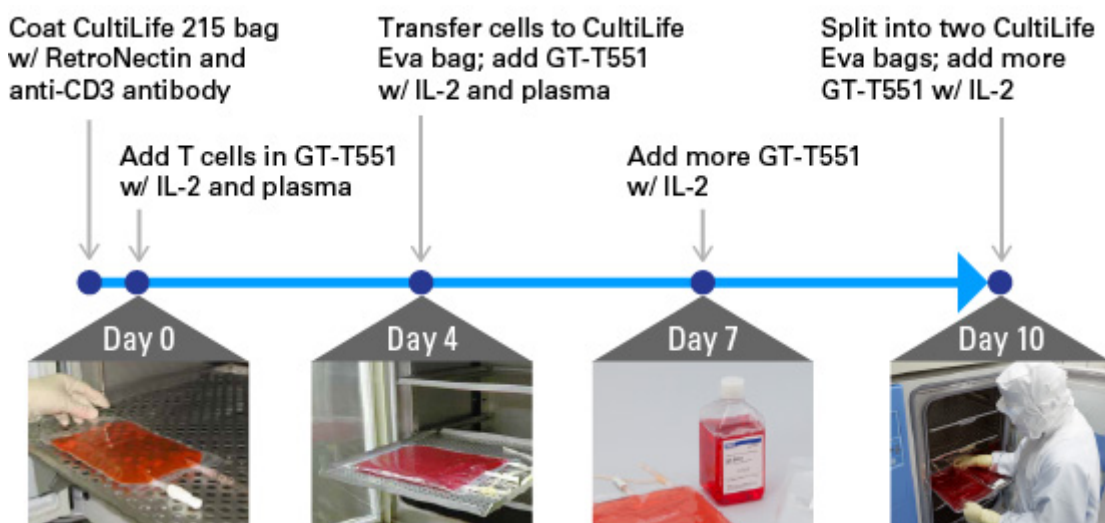 Coat CultiLife 215 bag
w/ RetroNectin and
anti-CD3 antibody
Add T cells in GT-T551
w/ IL-2 and plasma
Transfer cells to CultiLife
Eva bag; add GT-T551
w/ IL-2 and plasma
Add more GT-T551
w/ IL-2
Split into two CultiLife
Eva bags; add more
GT-T551 w/ IL-2
Day 0
Day 4
Day 7
Day 10